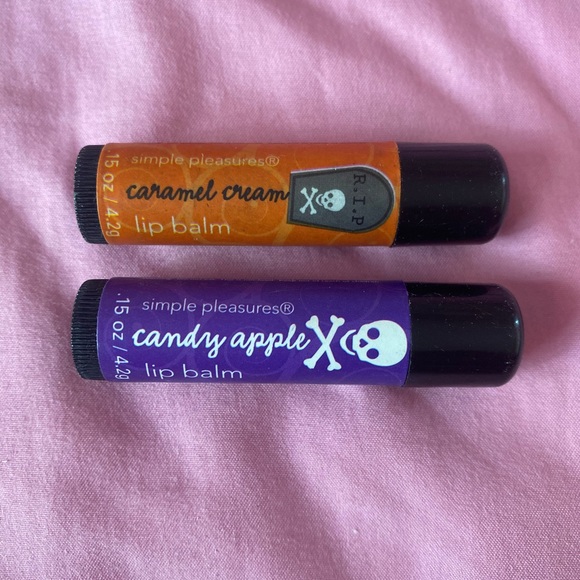 simple pleasures®
caramel cream
lip balm
.15 oz / 4.2g
R.I.P
simple pleasures®
candy apple
lip balm
.15 oz / 4.2g